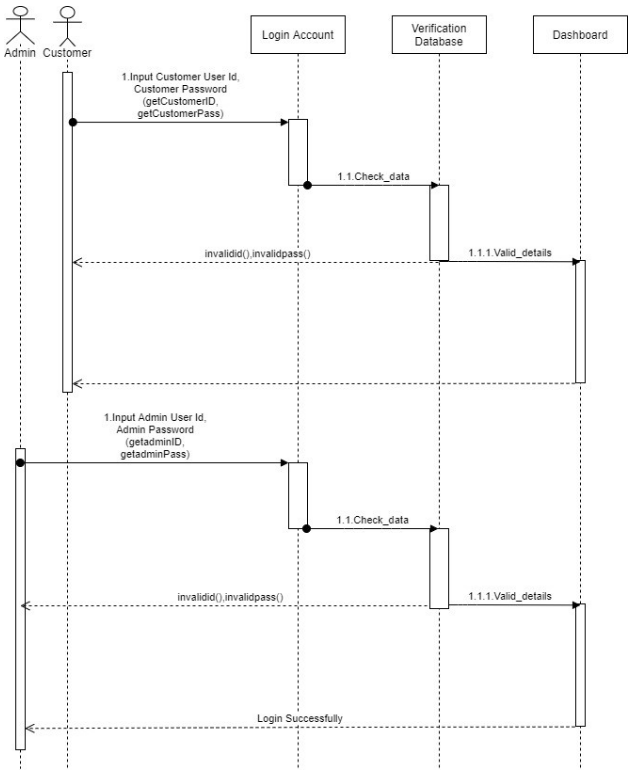 Admin
Customer
Login Account
Verification
Database
Dashboard
1.Input Customer User Id,
Customer Password
(getCustomerID,
getCustomerPass)
1.1.Check_data
invalidid(),invalidpass()
1.1.1.Valid_details
1.Input Admin User Id,
Admin Password
(getadminID,
getadminPass)
1.1.Check_data
invalidid(),invalidpass()
1.1.1.Valid_details
Login Successfully